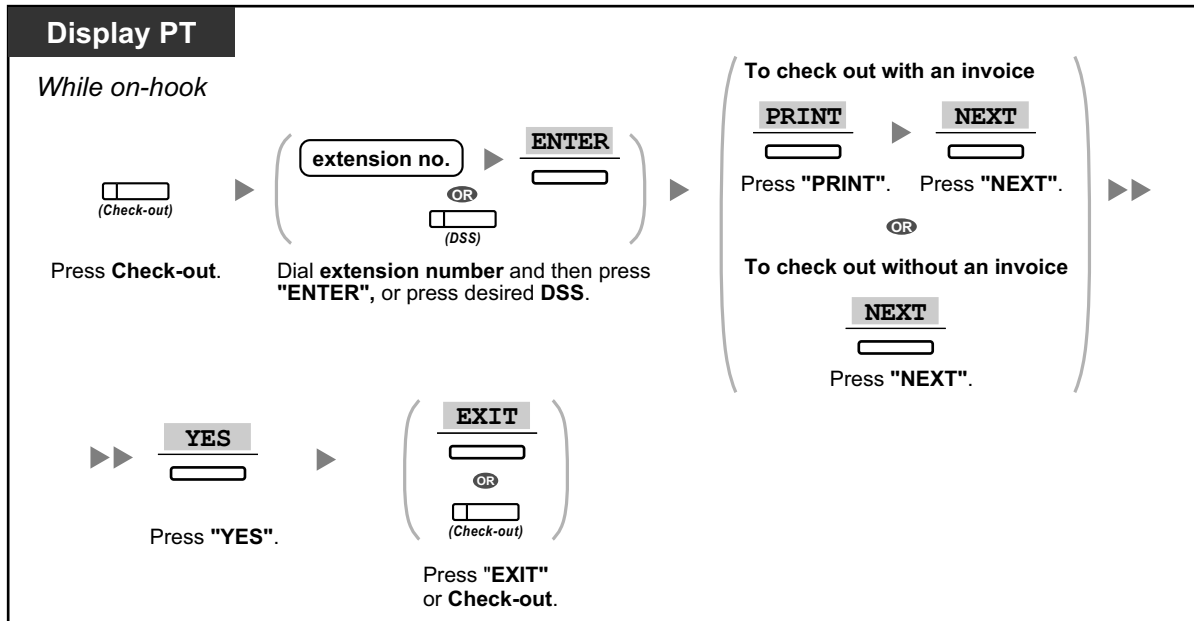 Display PT
While on-hook
(Check-out)
Press Check-out.
extension no.
ENTER
OR
(DSS)
Dial extension number and then press
"ENTER", or press desired DSS.
To check out with an invoice
PRINT
NEXT
Press "PRINT".
Press "NEXT".
OR
To check out without an invoice
NEXT
Press "NEXT".
YES
Press "YES".
EXIT
OR
(Check-out)
Press "EXIT"
or Check-out.